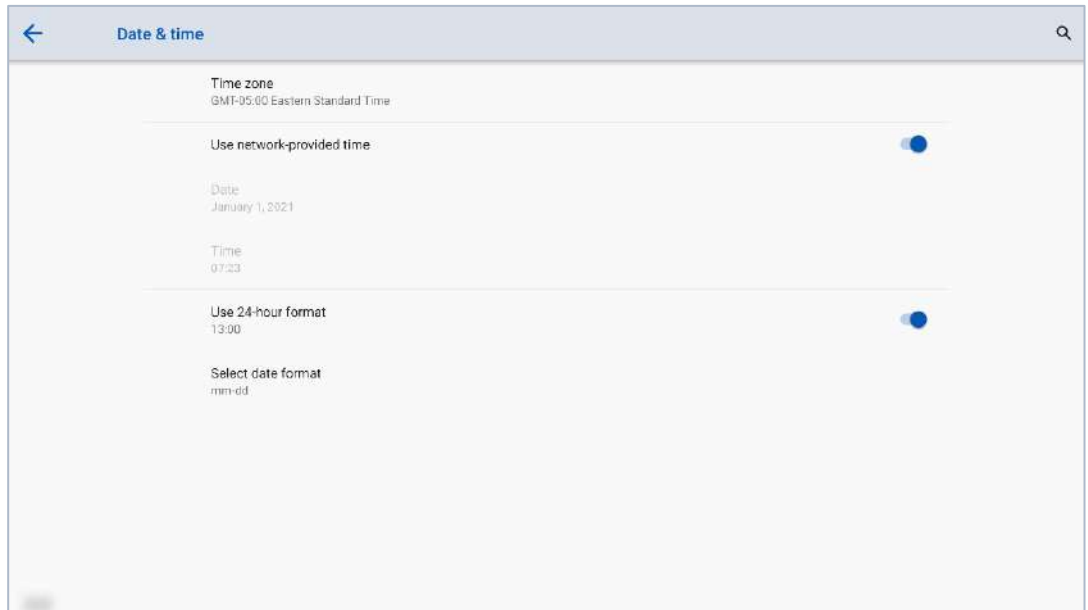 Date & time
Time zone
GMT-05:00 Eastern Standard Time
Use network-provided time
Date
January 1, 2021
Time
07:23
Use 24-hour format
13:00
Select date format
mm-dd